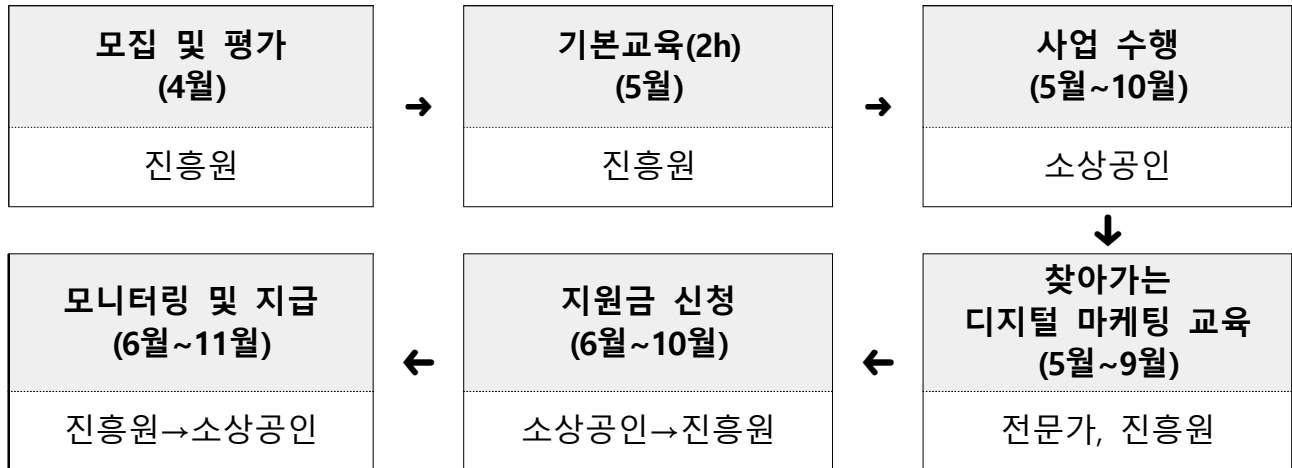 모집 및 평가
(4월)
진흥원
➔
기본교육(2h)
(5월)
진흥원
➔
사업 수행
(5월~10월)
소상공인
➔
찾아가는
디지털 마케팅 교육
(5월~9월)
전문가, 진흥원
←
지원금 신청
(6월~10월)
소상공인→진흥원
←
모니터링 및 지급
(6월~11월)
진흥원→소상공인